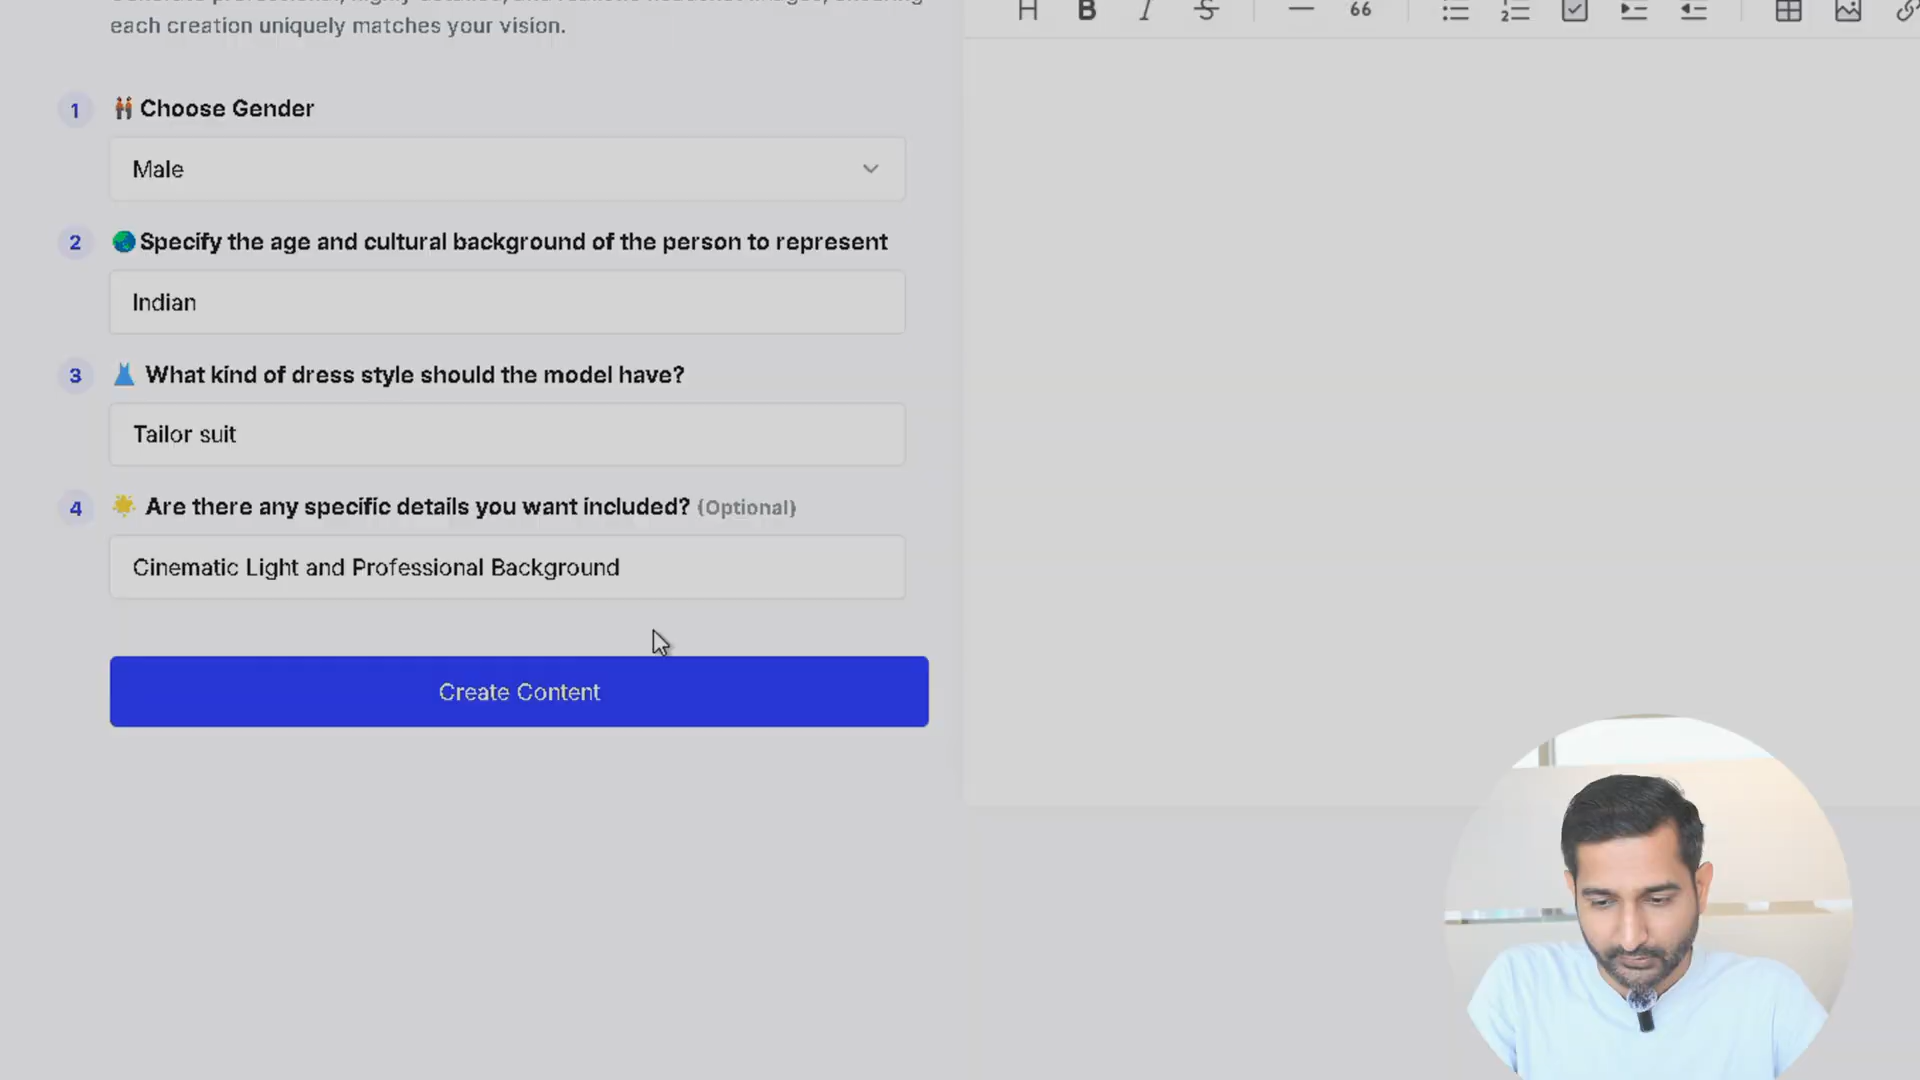 each creation uniquely matches your vision.
1 Choose Gender
Male
2 Specify the age and cultural background of the person to represent
Indian
3 What kind of dress style should the model have?
Tailor suit
4 Are there any specific details you want included? (Optional)
Cinematic Light and Professional Background
Create Content
H B I S 66